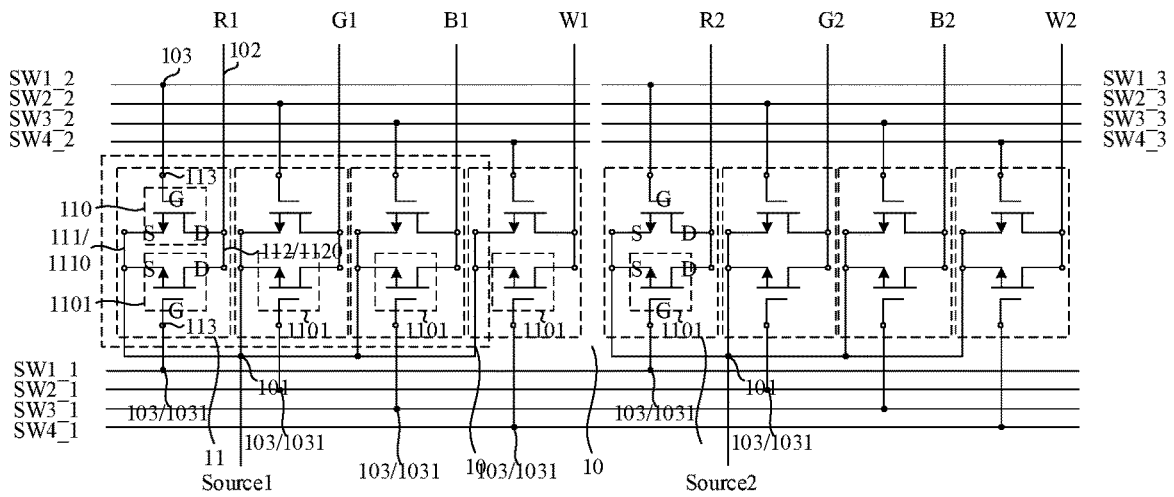 R1 G1 B1 W1 R2 G2 B2 W2
103 102
SW1_2 SW1_3
SW2_2 SW2_3
SW3_2 SW3_3
SW4_2 SW4_3
113
110 G G
S D S D
111/
1110 112/1120
S D S D
1101 G G
113 1101 1101 1101 1101
SW1_1 101 101
SW2_1
SW3_1 103/1031 103/1031
SW4_1 103/1031 103/1031
11 103/1031 10 103/1031 10
Source1 Source2